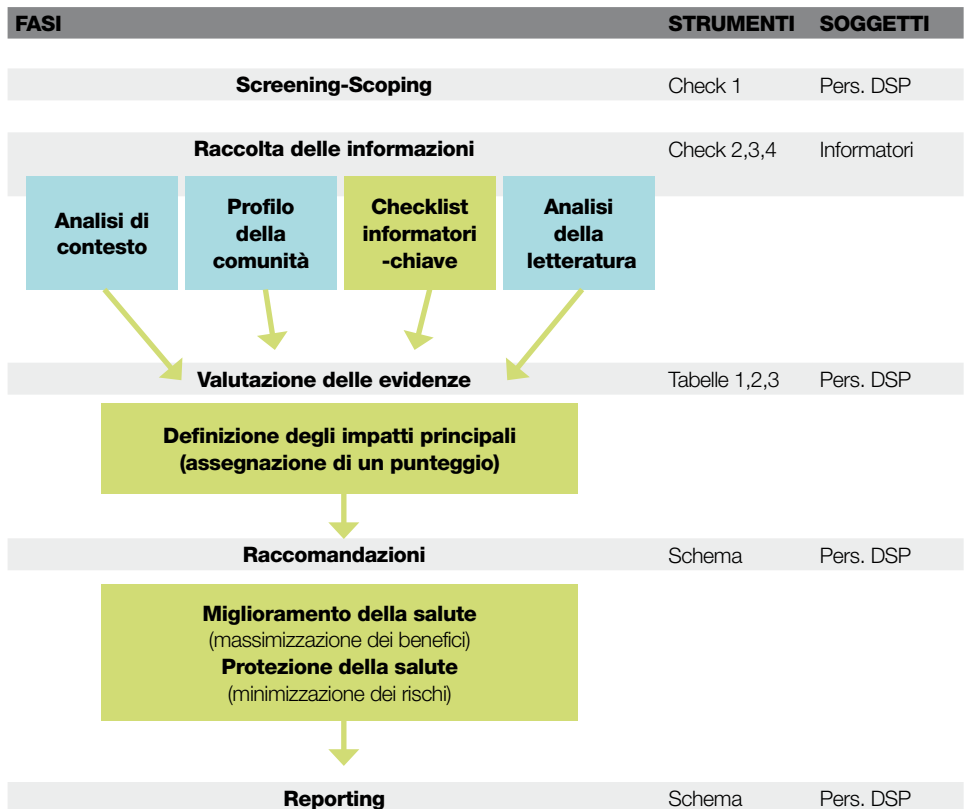 FASI STRUMENTI SOGGETTI
Screening-Scoping Check 1 Pers. DSP
Raccolta delle informazioni Check 2,3,4 Informatori
Analisi di
contesto
Profilo
della
comunità
Checklist
informatori
-chiave
Analisi
della
letteratura
Valutazione delle evidenze Tabelle 1,2,3 Pers. DSP
Definizione degli impatti principali
(assegnazione di un punteggio)
Raccomandazioni Schema Pers. DSP
Miglioramento della salute
(massimizzazione dei benefici)
Protezione della salute
(minimizzazione dei rischi)
Reporting Schema Pers. DSP